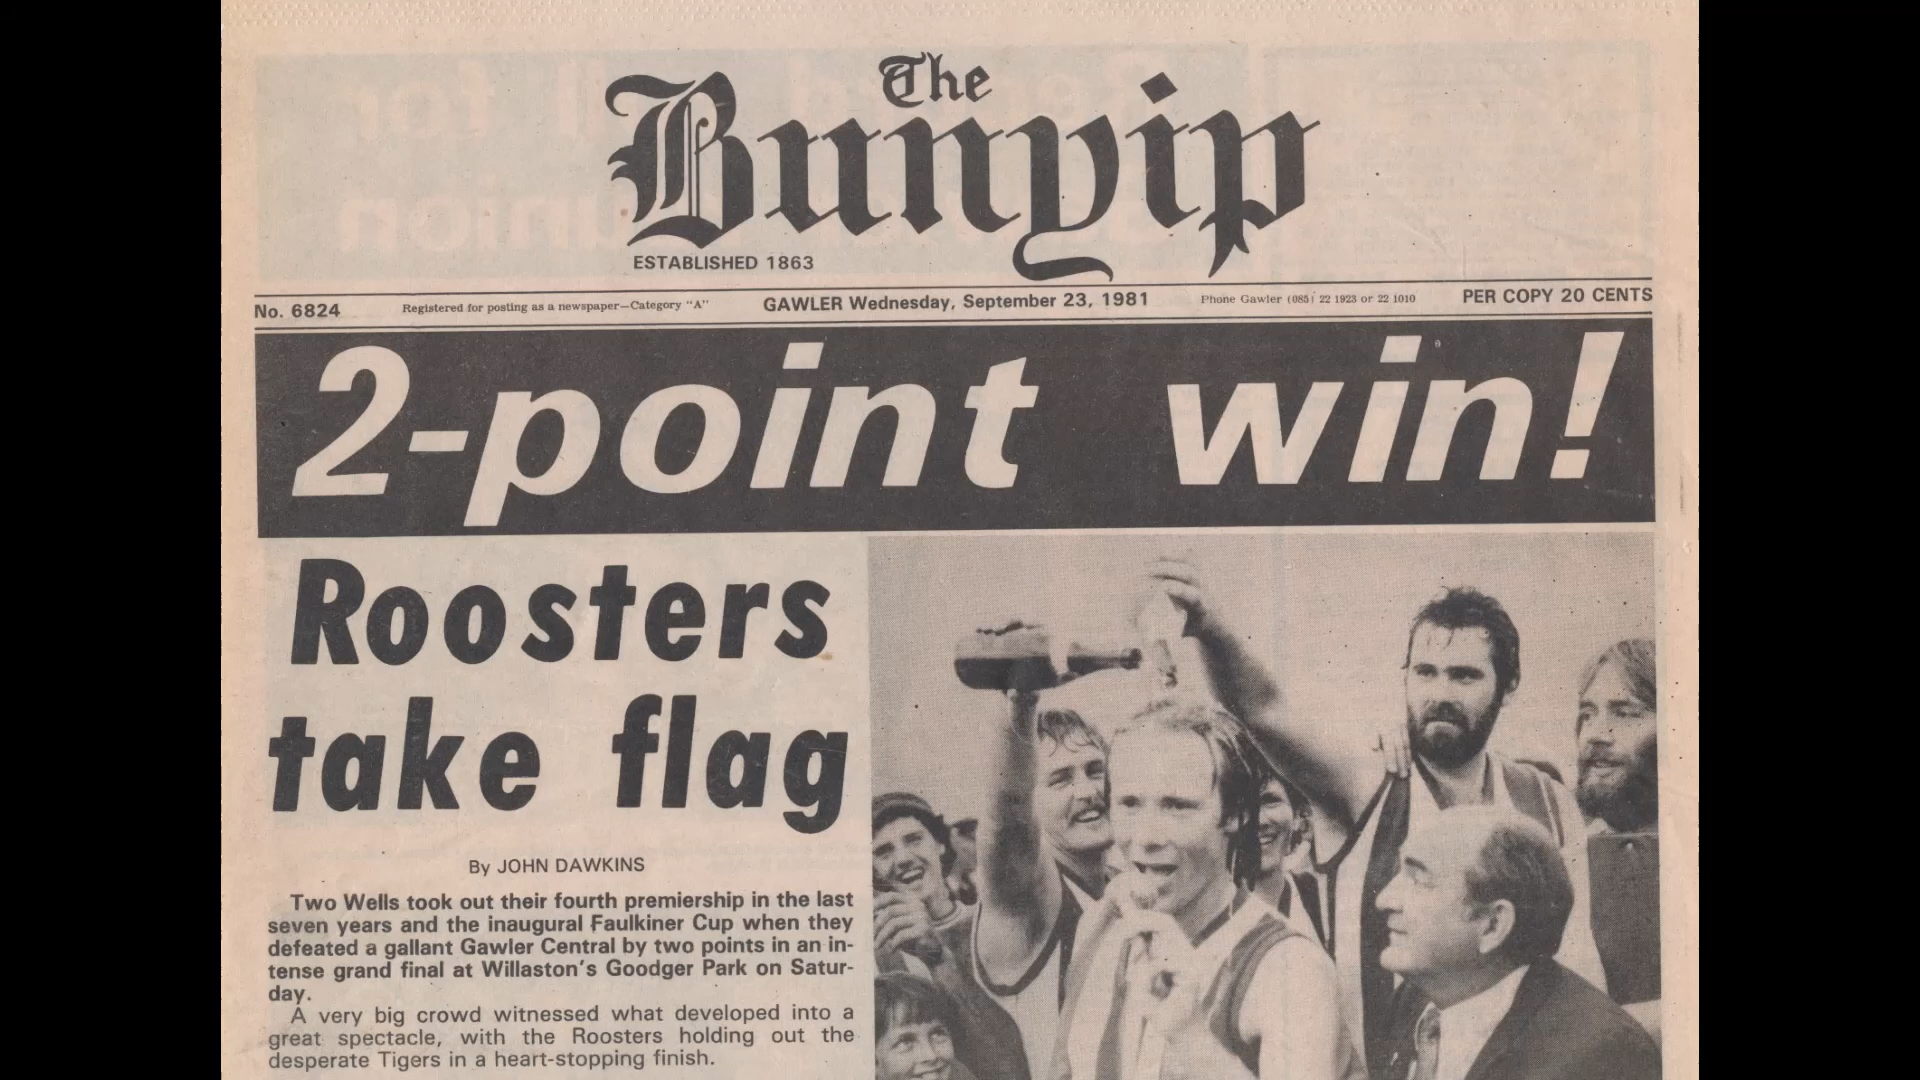 The
Bunyip
ESTABLISHED 1863
No. 6824 Registered for posting as a newspaper—Category "A" GAWLER Wednesday, September 23, 1981 Phone Gawler (085) 22 1923 or 22 1010 PER COPY 20 CENTS
2-point win!
Roosters
take flag
By JOHN DAWKINS
Two Wells took out their fourth premiership in the last
seven years and the inaugural Faulkiner Cup when they
defeated a gallant Gawler Central by two points in an in-
tense grand final at Willaston's Goodger Park on Satur-
day.
A very big crowd witnessed what developed into a
great spectacle, with the Roosters holding out the
desperate Tigers in a heart-stopping finish.